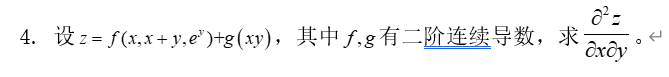 4. 设 z = f(x, x + y, e^y)+g(xy)，其中 f, g 有二阶连续导数，求 ∂²z/∂x∂y 。↵